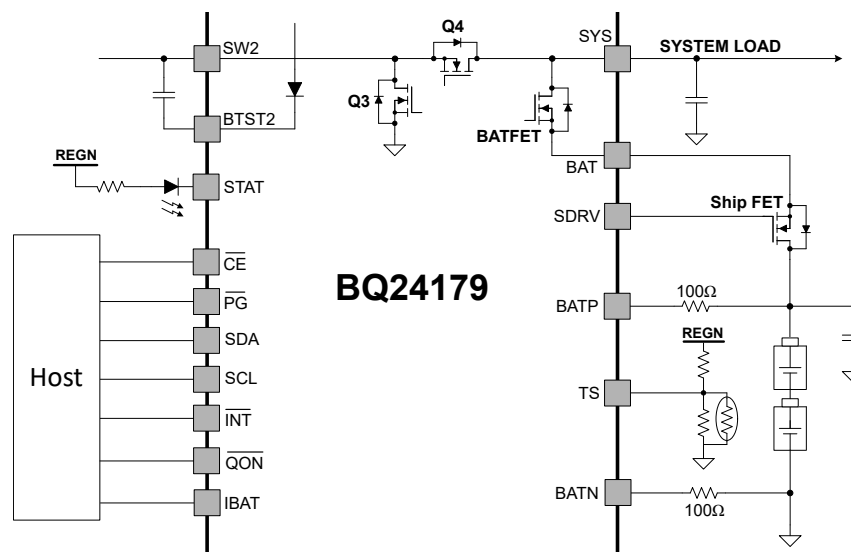 Q4
SYS
SW2
SYSTEM LOAD
Q3
BTST2
BATFET
REGN
BAT
STAT
Ship FET
SDRV
CE
BQ24179
100Ω
PG
BATP
REGN
SDA
Host
SCL
TS
INT
QON
BATN
IBAT
100Ω